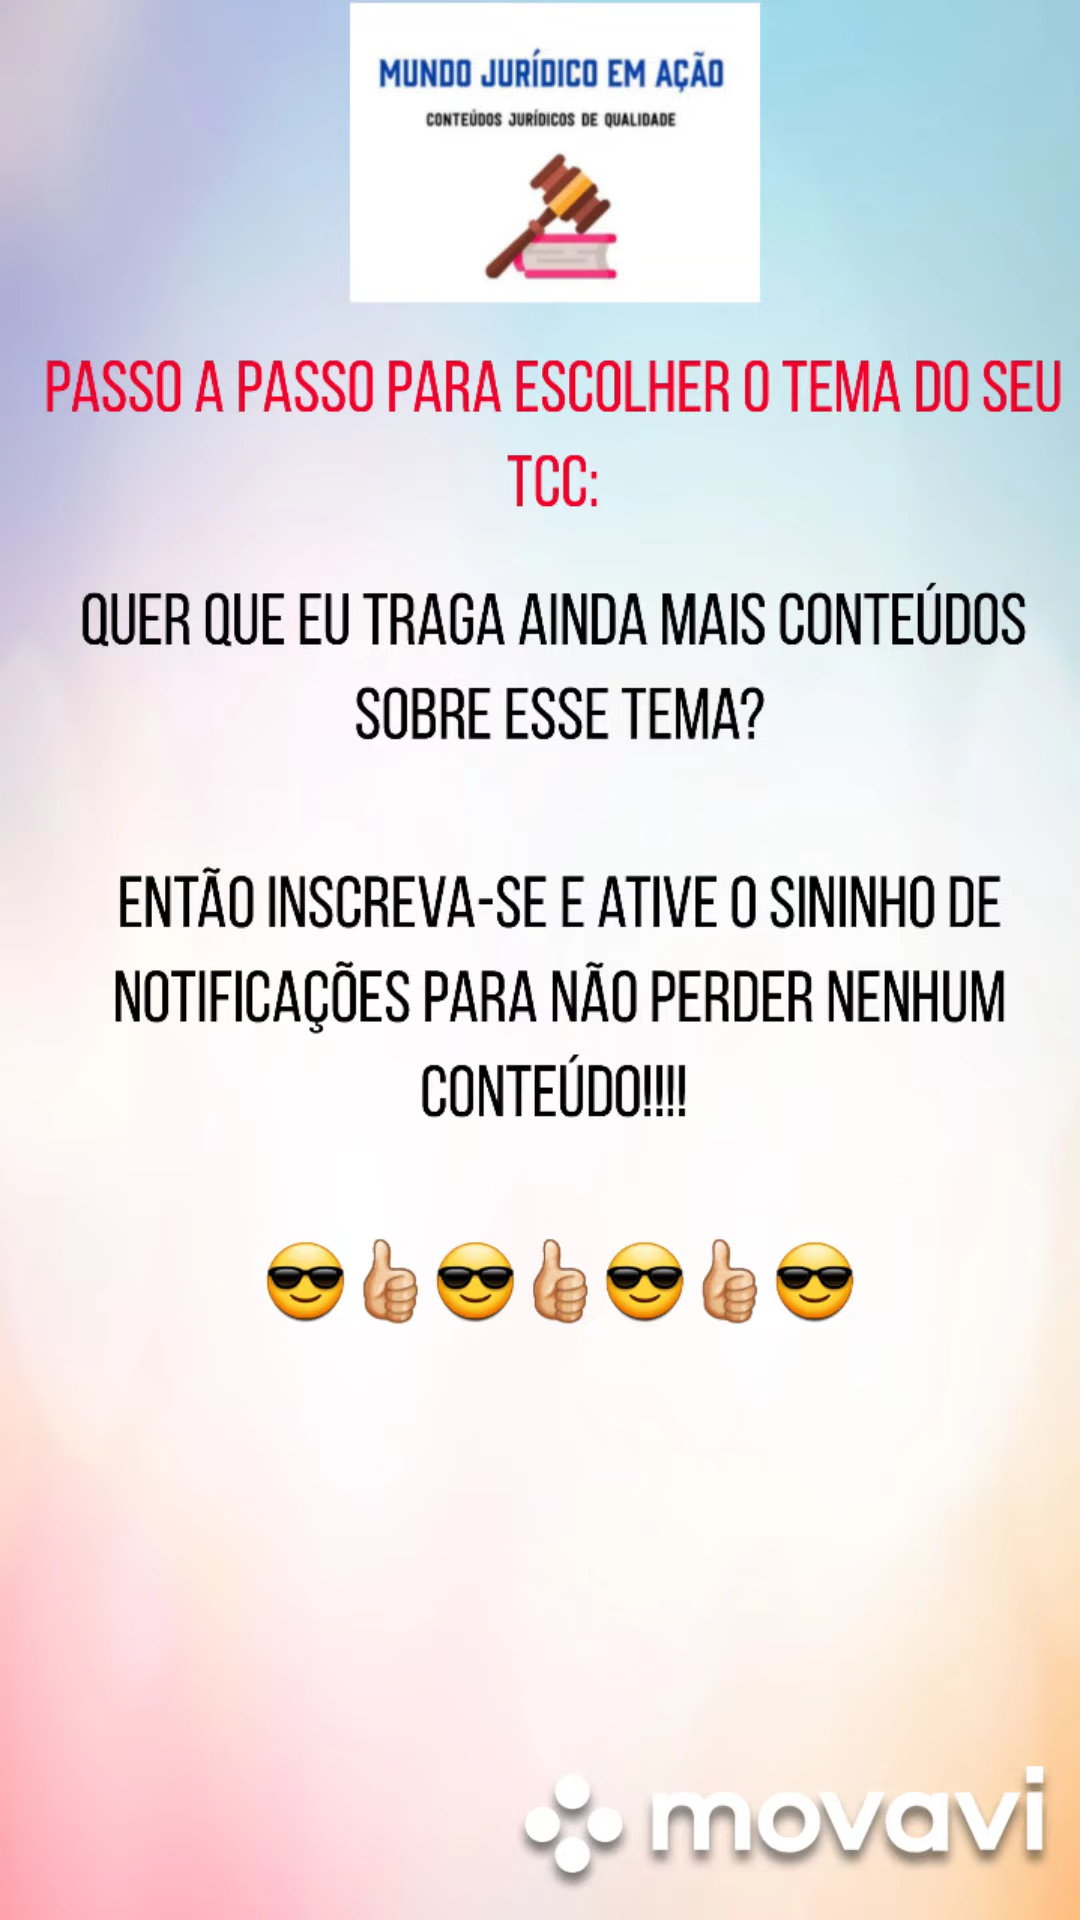 MUNDO JURÍDICO EM AÇÃO
CONTEÚDOS JURÍDICOS DE QUALIDADE
PASSO A PASSO PARA ESCOLHER O TEMA DO SEU
TCC:
QUER QUE EU TRAGA AINDA MAIS CONTEÚDOS
SOBRE ESSE TEMA?
ENTÃO INSCREVA-SE E ATIVE O SININHO DE
NOTIFICAÇÕES PARA NÃO PERDER NENHUM
CONTEÚDO!!!!
😎👍🏼😎👍🏼😎👍🏼😎
movavi